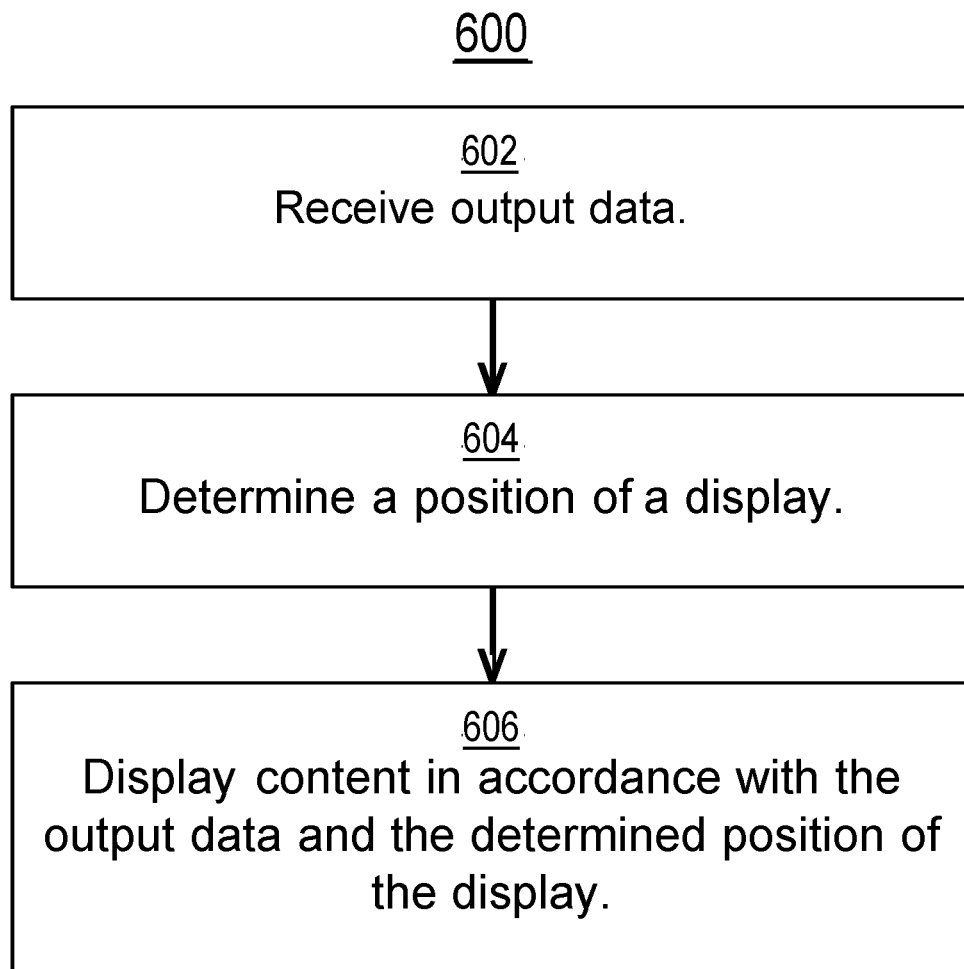 600
602
Receive output data.
604
Determine a position of a display.
606
Display content in accordance with the
output data and the determined position of
the display.